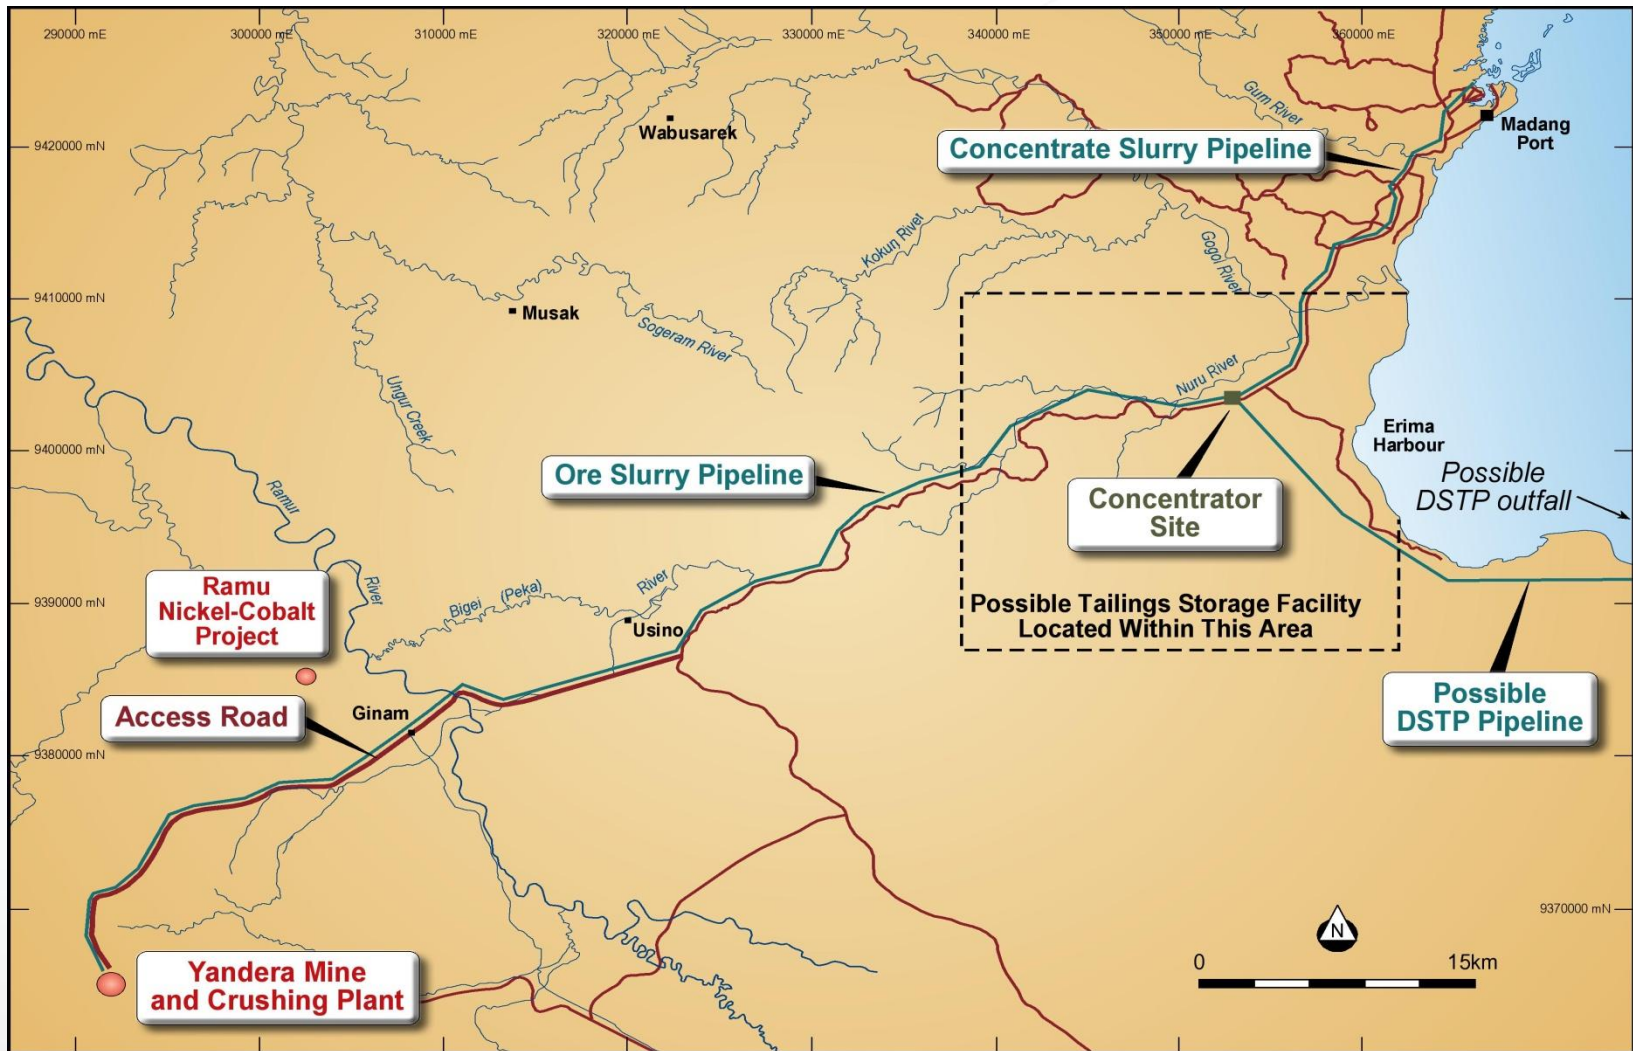 290000 mE
300000 mE
310000 mE
320000 mE
330000 mE
340000 mE
350000 mE
360000 mE
Gum River
Madang
Port
Wabusarek
9420000 mN
Concentrate Slurry Pipeline
Kokun River
Gogol River
9410000 mN
Musak
Sogeram River
Ungur Creek
Nuru River
Erima
Harbour
9400000 mN
Ore Slurry Pipeline
Concentrator
Site
Possible
DSTP outfall
Ramur
River
Ramu
Nickel-Cobalt
Project
9390000 mN
Bigei (Peka)
River
Usino
Possible Tailings Storage Facility
Located Within This Area
Access Road
Ginam
Possible
DSTP Pipeline
9380000 mN
9370000 mN
N
0
15km
Yandera Mine
and Crushing Plant